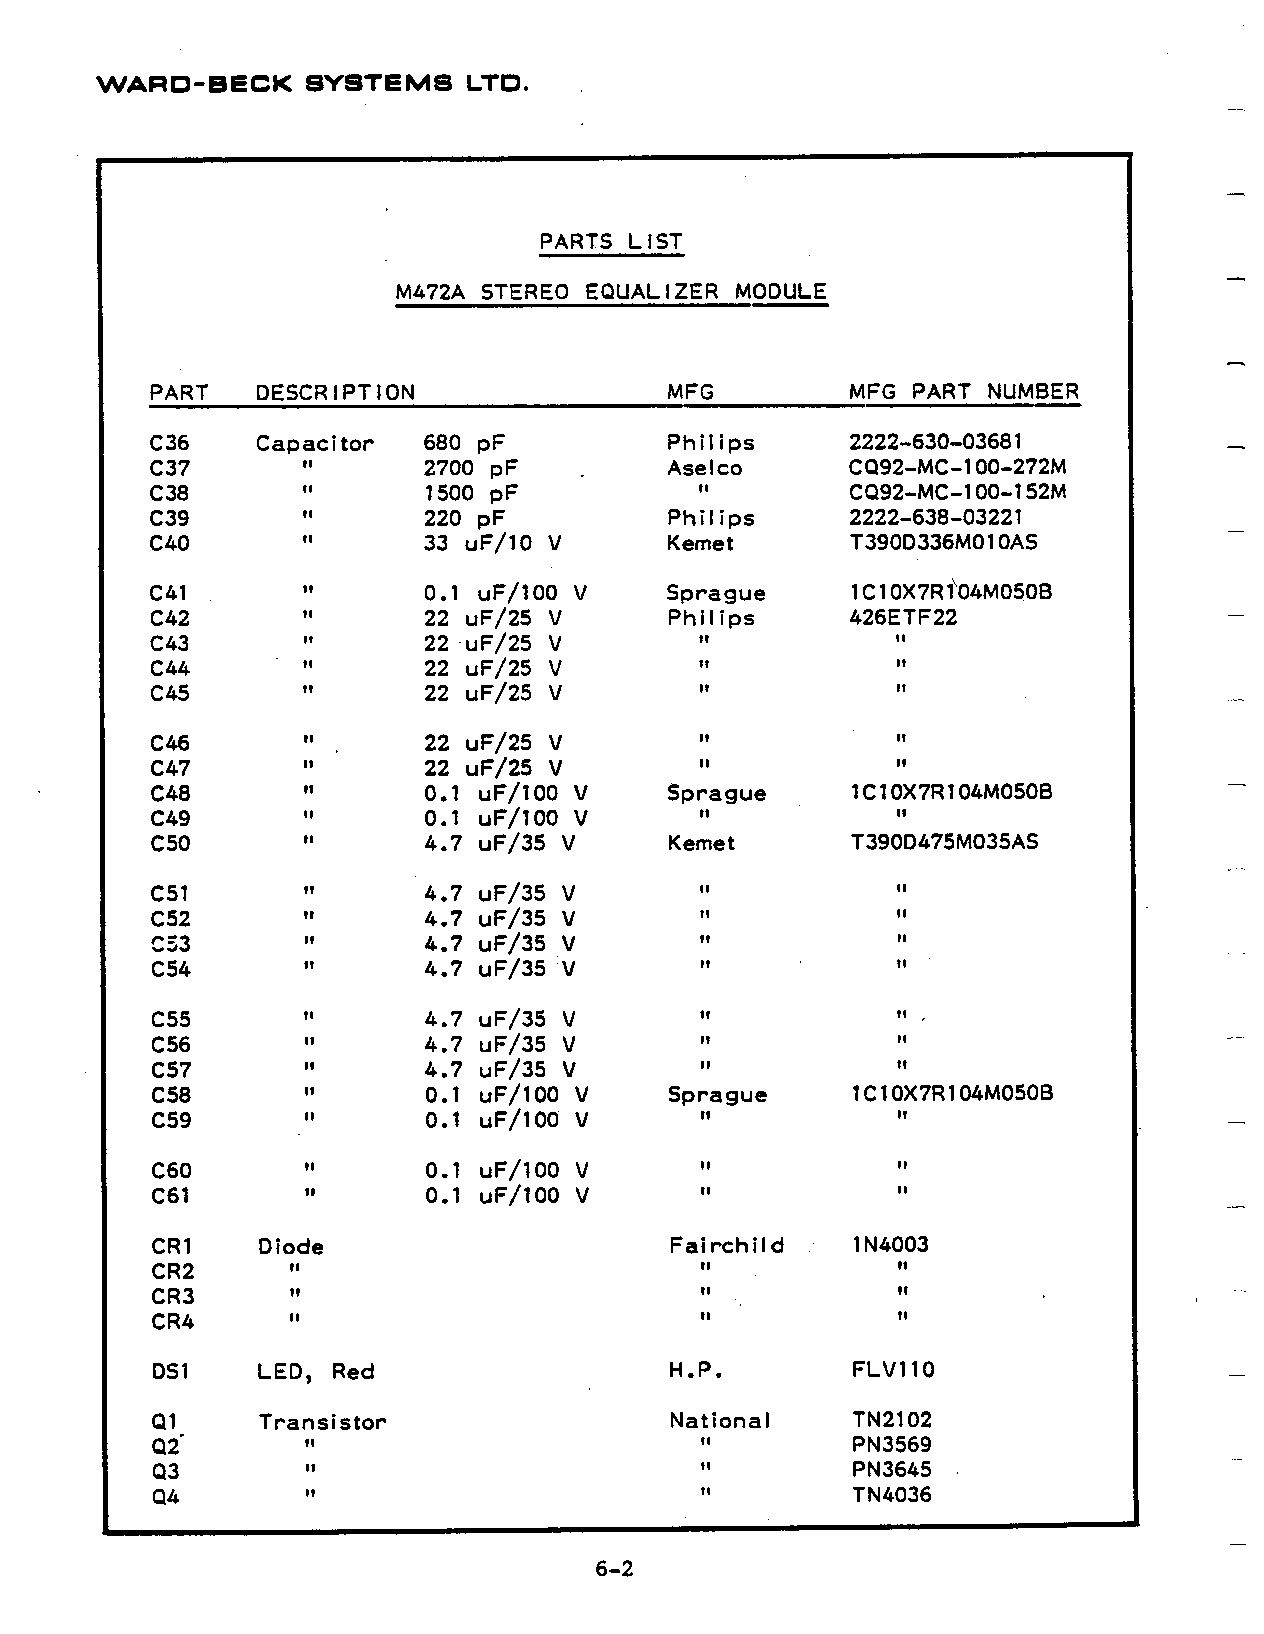 WARD-BECK SYSTEMS LTD.
PARTS LIST
M472A STEREO EQUALIZER MODULE
PART DESCRIPTION MFG MFG PART NUMBER
C36 Capacitor 680 pF Philips 2222-630-03681
C37 " 2700 pF Aselco CQ92-MC-100-272M
C38 " 1500 pF " CQ92-MC-100-152M
C39 " 220 pF Philips 2222-638-03221
C40 " 33 uF/10 V Kemet T390D336M010AS
C41 " 0.1 uF/100 V Sprague 1C10X7R104M050B
C42 " 22 uF/25 V Philips 426ETF22
C43 " 22 uF/25 V " "
C44 " 22 uF/25 V " "
C45 " 22 uF/25 V " "
C46 " 22 uF/25 V " "
C47 " 22 uF/25 V " "
C48 " 0.1 uF/100 V Sprague 1C10X7R104M050B
C49 " 0.1 uF/100 V " "
C50 " 4.7 uF/35 V Kemet T390D475M035AS
C51 " 4.7 uF/35 V " "
C52 " 4.7 uF/35 V " "
C53 " 4.7 uF/35 V " "
C54 " 4.7 uF/35 V " "
C55 " 4.7 uF/35 V " "
C56 " 4.7 uF/35 V " "
C57 " 4.7 uF/35 V " "
C58 " 0.1 uF/100 V Sprague 1C10X7R104M050B
C59 " 0.1 uF/100 V " "
C60 " 0.1 uF/100 V " "
C61 " 0.1 uF/100 V " "
CR1 Diode Fairchild 1N4003
CR2 " " "
CR3 " " "
CR4 " " "
DS1 LED, Red H.P. FLV110
Q1 Transistor National TN2102
Q2 " " PN3569
Q3 " " PN3645
Q4 " " TN4036
6-2